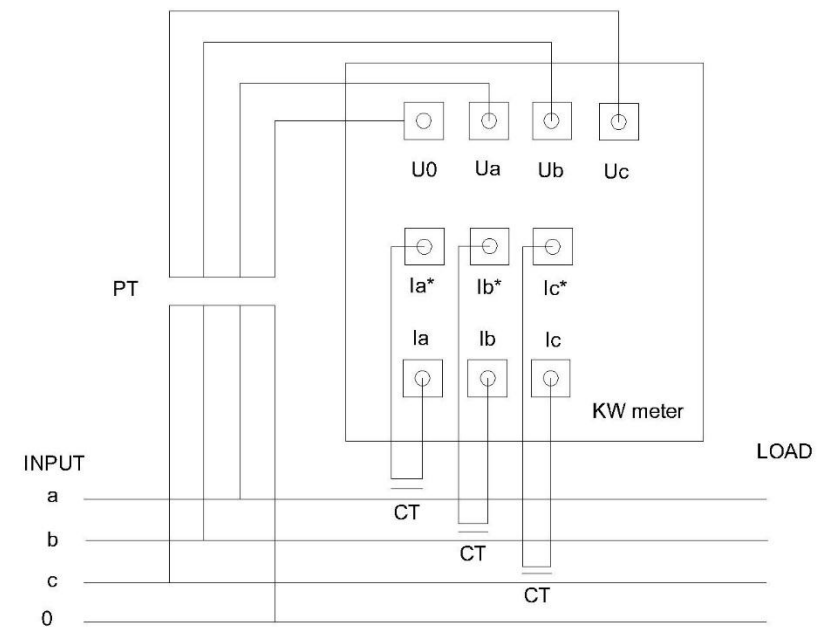 U0 Ua Ub Uc
PT
Ia* Ib* Ic*
Ia Ib Ic
KW meter
INPUT
LOAD
a
CT
b
CT
c
CT
0